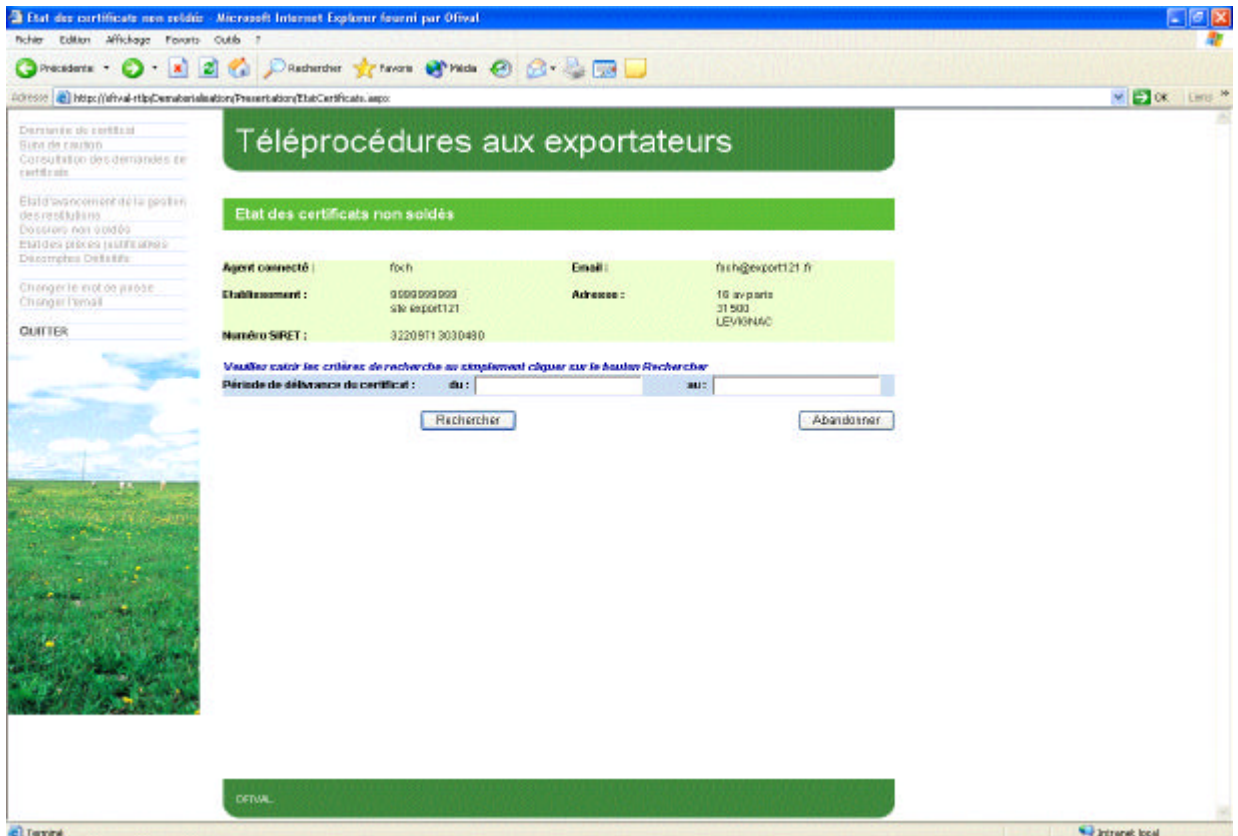 Etat des certificats non soldés - Microsoft Internet Explorer fourni par Ofival
Fichier Edition Affichage Favoris Outils ?
Précédente Rechercher Favoris Média
Adresse OK Liens
Demande de certificat
Suivi de caution
Consultation des demandes de
certificats
Etat d'avancement de la gestion
des restitutions
Dossiers non soldés
Etat des pièces justificatives
Décomptes Définitifs
Changer le mot de passe
Changer l'email
QUITTER
Téléprocédures aux exportateurs
Etat des certificats non soldés
Agent connecté : foch Email : foch@export121.fr
Etablissement : 9999999999 Adresse : 16 av paris
ste export121 31500
LEVIGNAC
Numéro SIRET : 32209713030480
Veuillez saisir les critères de recherche ou simplement cliquer sur le bouton Rechercher
Période de délivrance du certificat : du : au :
Rechercher Abandonner
OFIVAL
Terminé Intranet local